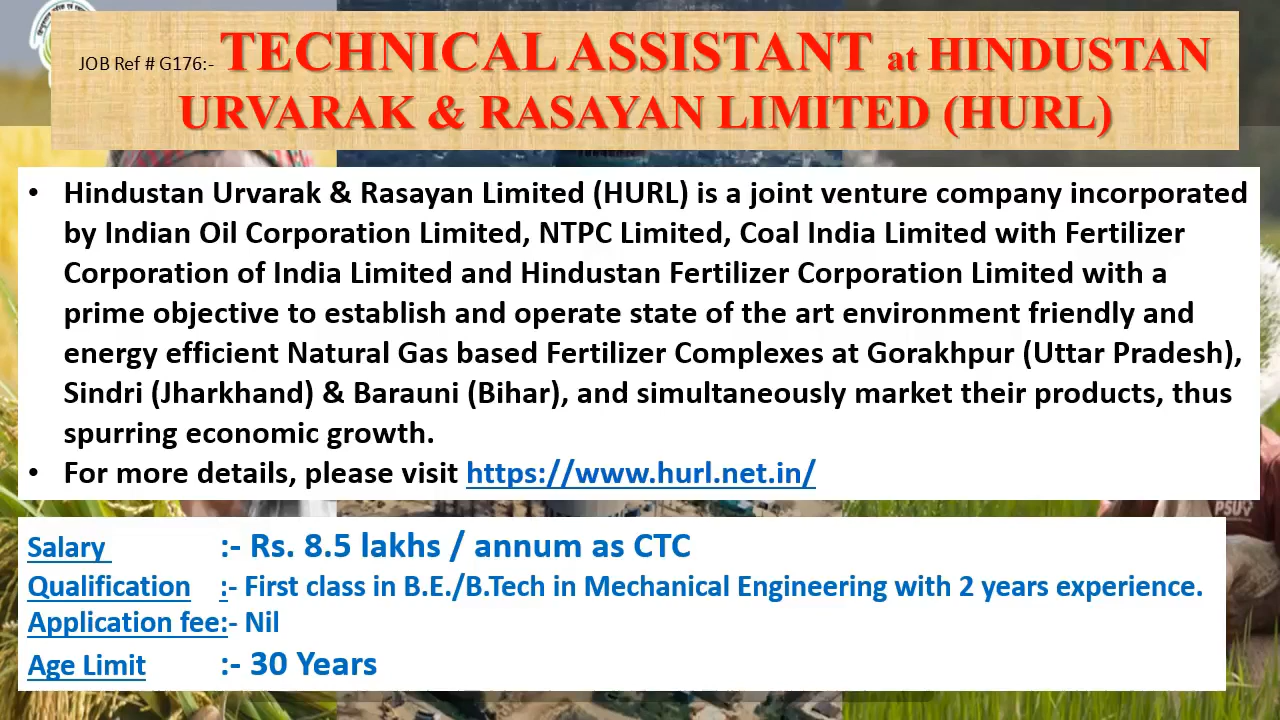 JOB Ref # G176:- TECHNICAL ASSISTANT at HINDUSTAN
URVARAK & RASAYAN LIMITED (HURL)
• Hindustan Urvarak & Rasayan Limited (HURL) is a joint venture company incorporated
by Indian Oil Corporation Limited, NTPC Limited, Coal India Limited with Fertilizer
Corporation of India Limited and Hindustan Fertilizer Corporation Limited with a
prime objective to establish and operate state of the art environment friendly and
energy efficient Natural Gas based Fertilizer Complexes at Gorakhpur (Uttar Pradesh),
Sindri (Jharkhand) & Barauni (Bihar), and simultaneously market their products, thus
spurring economic growth.
• For more details, please visit https://www.hurl.net.in/
PSUV
Salary :- Rs. 8.5 lakhs / annum as CTC
Qualification :- First class in B.E./B.Tech in Mechanical Engineering with 2 years experience.
Application fee:- Nil
Age Limit :- 30 Years